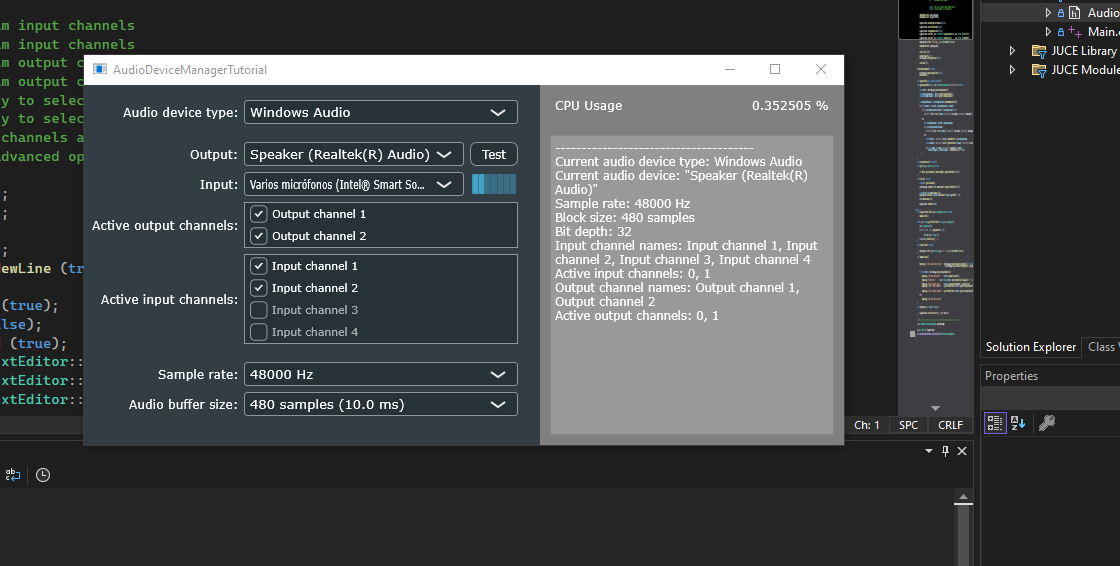 am input channels
am input channels
am output c
am output c
y to selec
y to selec
channels a
dvanced op
;
;
;
NewLine (tr
(true);
lse);
(true);
xtEditor::
xtEditor::
xtEditor::
AudioDeviceManagerTutorial
Audio device type: Windows Audio
Output: Speaker (Realtek(R) Audio) Test
Input: Varios micrófonos (Intel® Smart So...
Active output channels:
Output channel 1
Output channel 2
Active input channels:
Input channel 1
Input channel 2
Input channel 3
Input channel 4
Sample rate: 48000 Hz
Audio buffer size: 480 samples (10.0 ms)
CPU Usage 0.352505 %
--------------------------------------
Current audio device type: Windows Audio
Current audio device: "Speaker (Realtek(R)
Audio)"
Sample rate: 48000 Hz
Block size: 480 samples
Bit depth: 32
Input channel names: Input channel 1, Input
channel 2, Input channel 3, Input channel 4
Active input channels: 0, 1
Output channel names: Output channel 1,
Output channel 2
Active output channels: 0, 1
Audio
Main.
JUCE Library
JUCE Module
Solution Explorer Class
Properties
Ch: 1 SPC CRLF